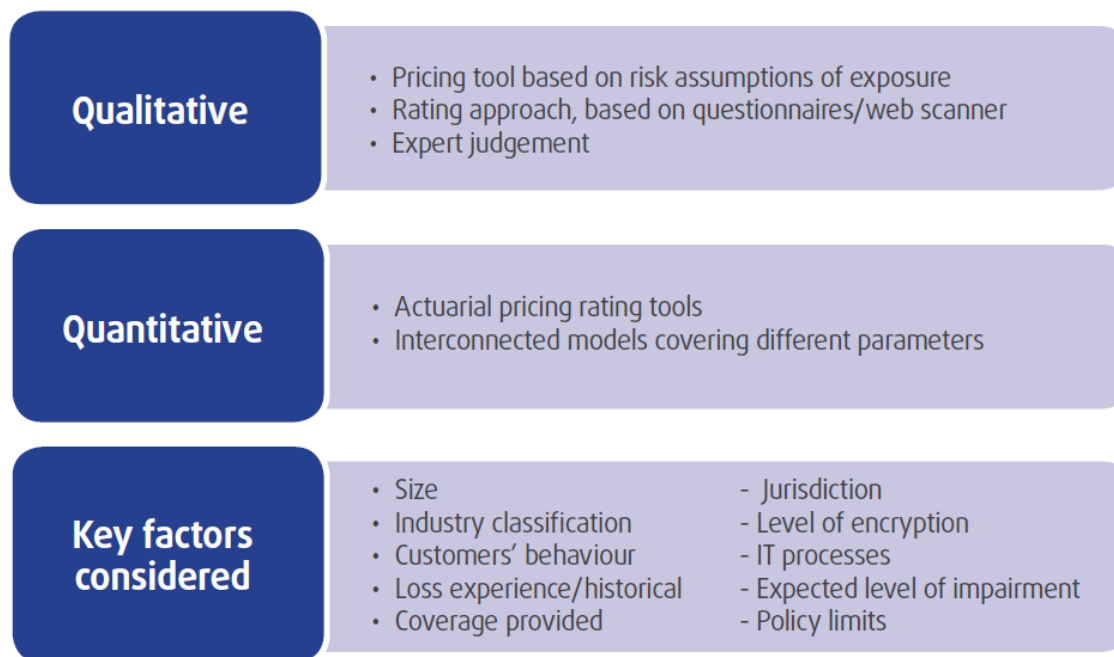 Qualitative
• Pricing tool based on risk assumptions of exposure
• Rating approach, based on questionnaires/web scanner
• Expert judgement
Quantitative
• Actuarial pricing rating tools
• Interconnected models covering different parameters
Key factors
considered
• Size
• Industry classification
• Customers’ behaviour
• Loss experience/historical
• Coverage provided
- Jurisdiction
- Level of encryption
- IT processes
- Expected level of impairment
- Policy limits